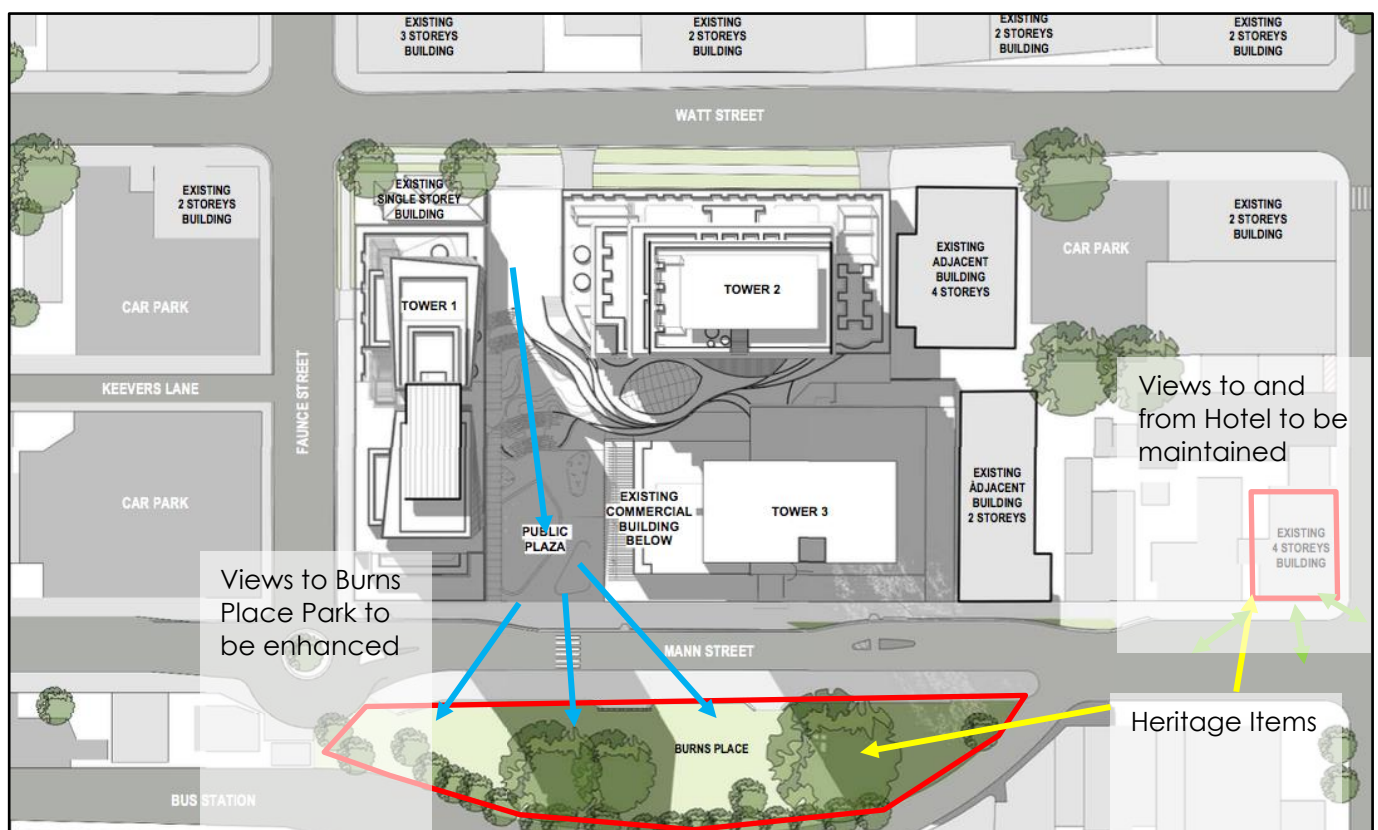 EXISTING
3 STOREYS
BUILDING
EXISTING
2 STOREYS
BUILDING
EXISTING
2 STOREYS
BUILDING
EXISTING
2 STOREYS
BUILDING
WATT STREET
EXISTING
2 STOREYS
BUILDING
EXISTING
SINGLE STOREY
BUILDING
EXISTING
2 STOREYS
BUILDING
CAR PARK
EXISTING
ADJACENT
BUILDING
4 STOREYS
TOWER 1
TOWER 2
CAR PARK
KEEVERS LANE
FAUNCE STREET
Views to and
from Hotel to be
maintained
CAR PARK
EXISTING
COMMERCIAL
BUILDING
BELOW
TOWER 3
EXISTING
ÀDJACENT
BUILDING
2 STOREYS
PUBLIC
PLAZA
EXISTING
4 STOREYS
BUILDING
Views to Burns
Place Park to
be enhanced
MANN STREET
Heritage Items
BURNS PLACE
BUS STATION